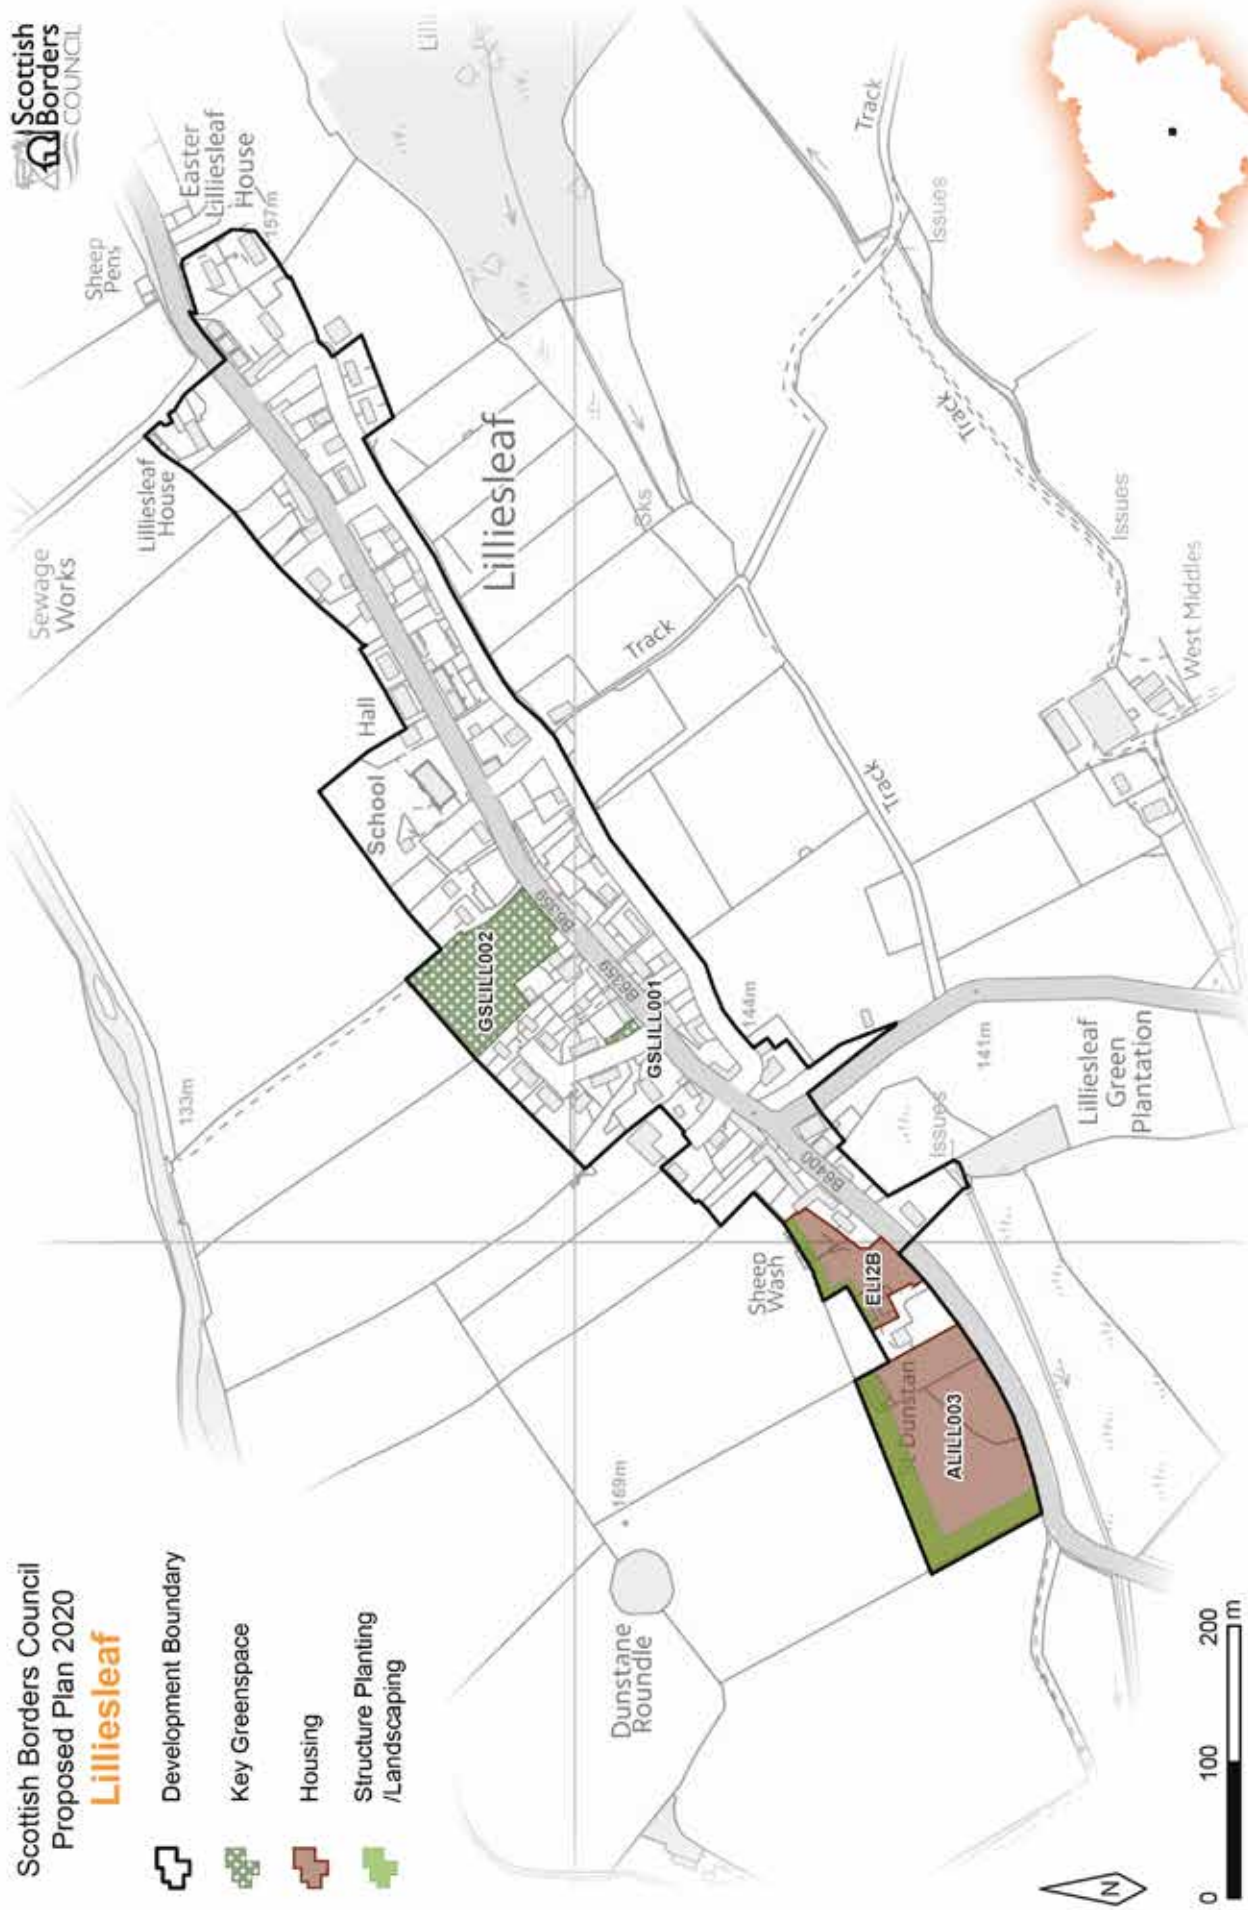 Scottish Borders Council
Proposed Plan 2020
Lilliesleaf
Development Boundary
Key Greenspace
Housing
Structure Planting
/Landscaping
Scottish
Borders
COUNCIL
Sheep
Pens
Easter
Lilliesleaf
House
157m
Lilliesleaf
House
Sewage
Works
Lilli
Hall
School
Lilliesleaf
Sks
Track
Track
Issues
Track
Issues
Track
West Middles
133m
GSLILL002
B6359
B6359
GSLILL001
144m
141m
Lilliesleaf
Green
Plantation
Issues
B6400
Sheep
Wash
ELI2B
Dunstan
ALILL003
169m
Dunstane
Roundle
N
0 100 200
m